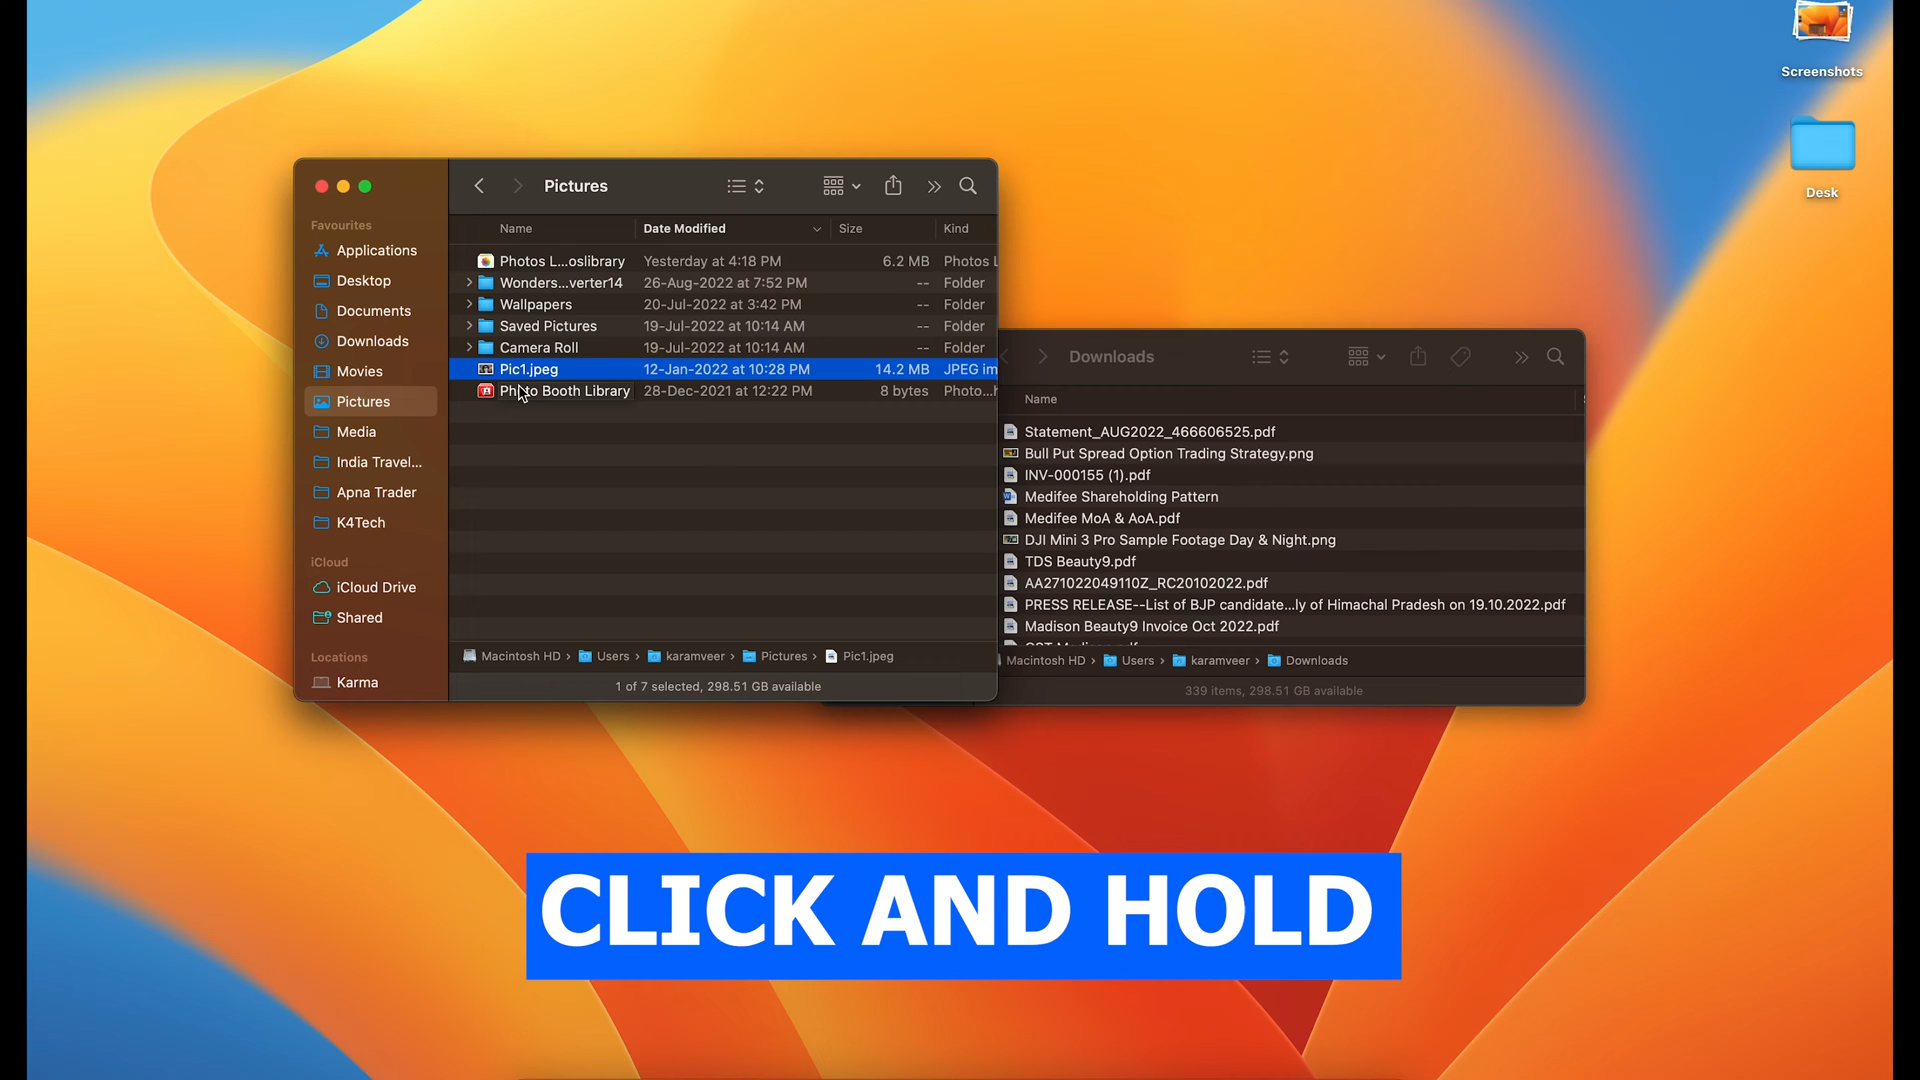 Screenshots
Desk
Pictures
Favourites
Applications
Desktop
Documents
Downloads
Movies
Pictures
Media
India Travel...
Apna Trader
K4Tech
iCloud
iCloud Drive
Shared
Locations
Karma
Name Date Modified Size Kind
Photos L...oslibrary Yesterday at 4:18 PM 6.2 MB Photos L
Wonders...verter14 26-Aug-2022 at 7:52 PM -- Folder
Wallpapers 20-Jul-2022 at 3:42 PM -- Folder
Saved Pictures 19-Jul-2022 at 10:14 AM -- Folder
Camera Roll 19-Jul-2022 at 10:14 AM -- Folder
Pic1.jpeg 12-Jan-2022 at 10:28 PM 14.2 MB JPEG im
Photo Booth Library 28-Dec-2021 at 12:22 PM 8 bytes Photo...h
Macintosh HD › Users › karamveer › Pictures › Pic1.jpeg
1 of 7 selected, 298.51 GB available
Downloads
Name
Statement_AUG2022_466606525.pdf
Bull Put Spread Option Trading Strategy.png
INV-000155 (1).pdf
Medifee Shareholding Pattern
Medifee MoA & AoA.pdf
DJI Mini 3 Pro Sample Footage Day & Night.png
TDS Beauty9.pdf
AA271022049110Z_RC20102022.pdf
PRESS RELEASE--List of BJP candidate...ly of Himachal Pradesh on 19.10.2022.pdf
Madison Beauty9 Invoice Oct 2022.pdf
Macintosh HD › Users › karamveer › Downloads
339 items, 298.51 GB available
CLICK AND HOLD